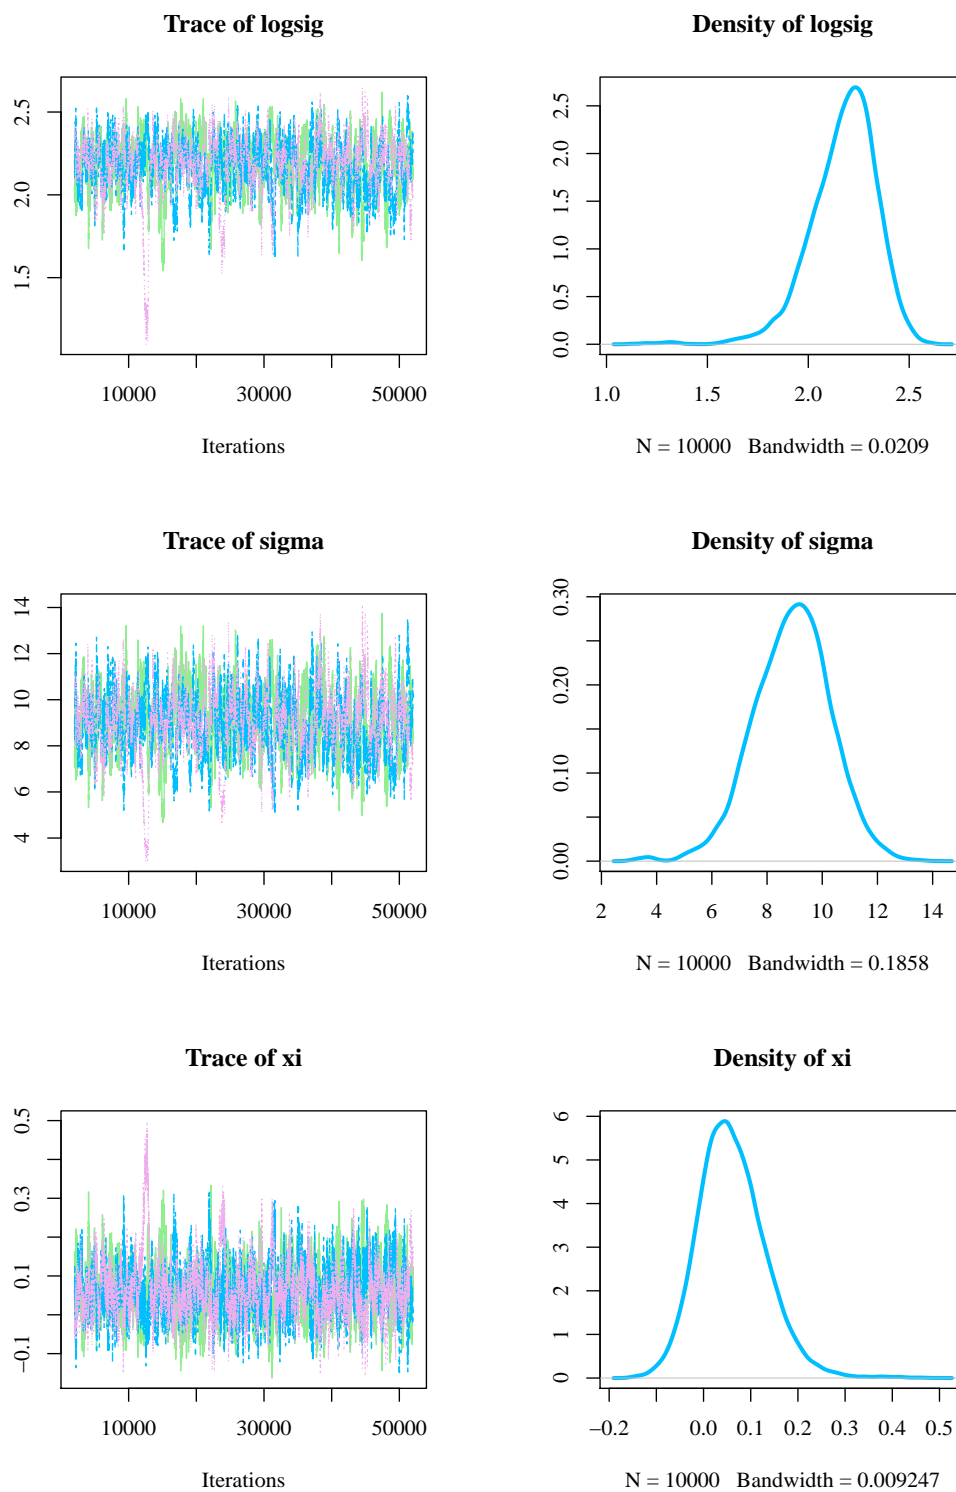 Trace of logsig
1.5 2.0 2.5
10000 30000 50000
Iterations
Density of logsig
0.0 0.5 1.0 1.5 2.0 2.5
1.0 1.5 2.0 2.5
N = 10000 Bandwidth = 0.0209
Trace of sigma
4 6 8 10 12 14
10000 30000 50000
Iterations
Density of sigma
0.00 0.10 0.20 0.30
2 4 6 8 10 12 14
N = 10000 Bandwidth = 0.1858
Trace of xi
−0.1 0.1 0.3 0.5
10000 30000 50000
Iterations
Density of xi
0 1 2 3 4 5 6
−0.2 0.0 0.1 0.2 0.3 0.4 0.5
N = 10000 Bandwidth = 0.009247